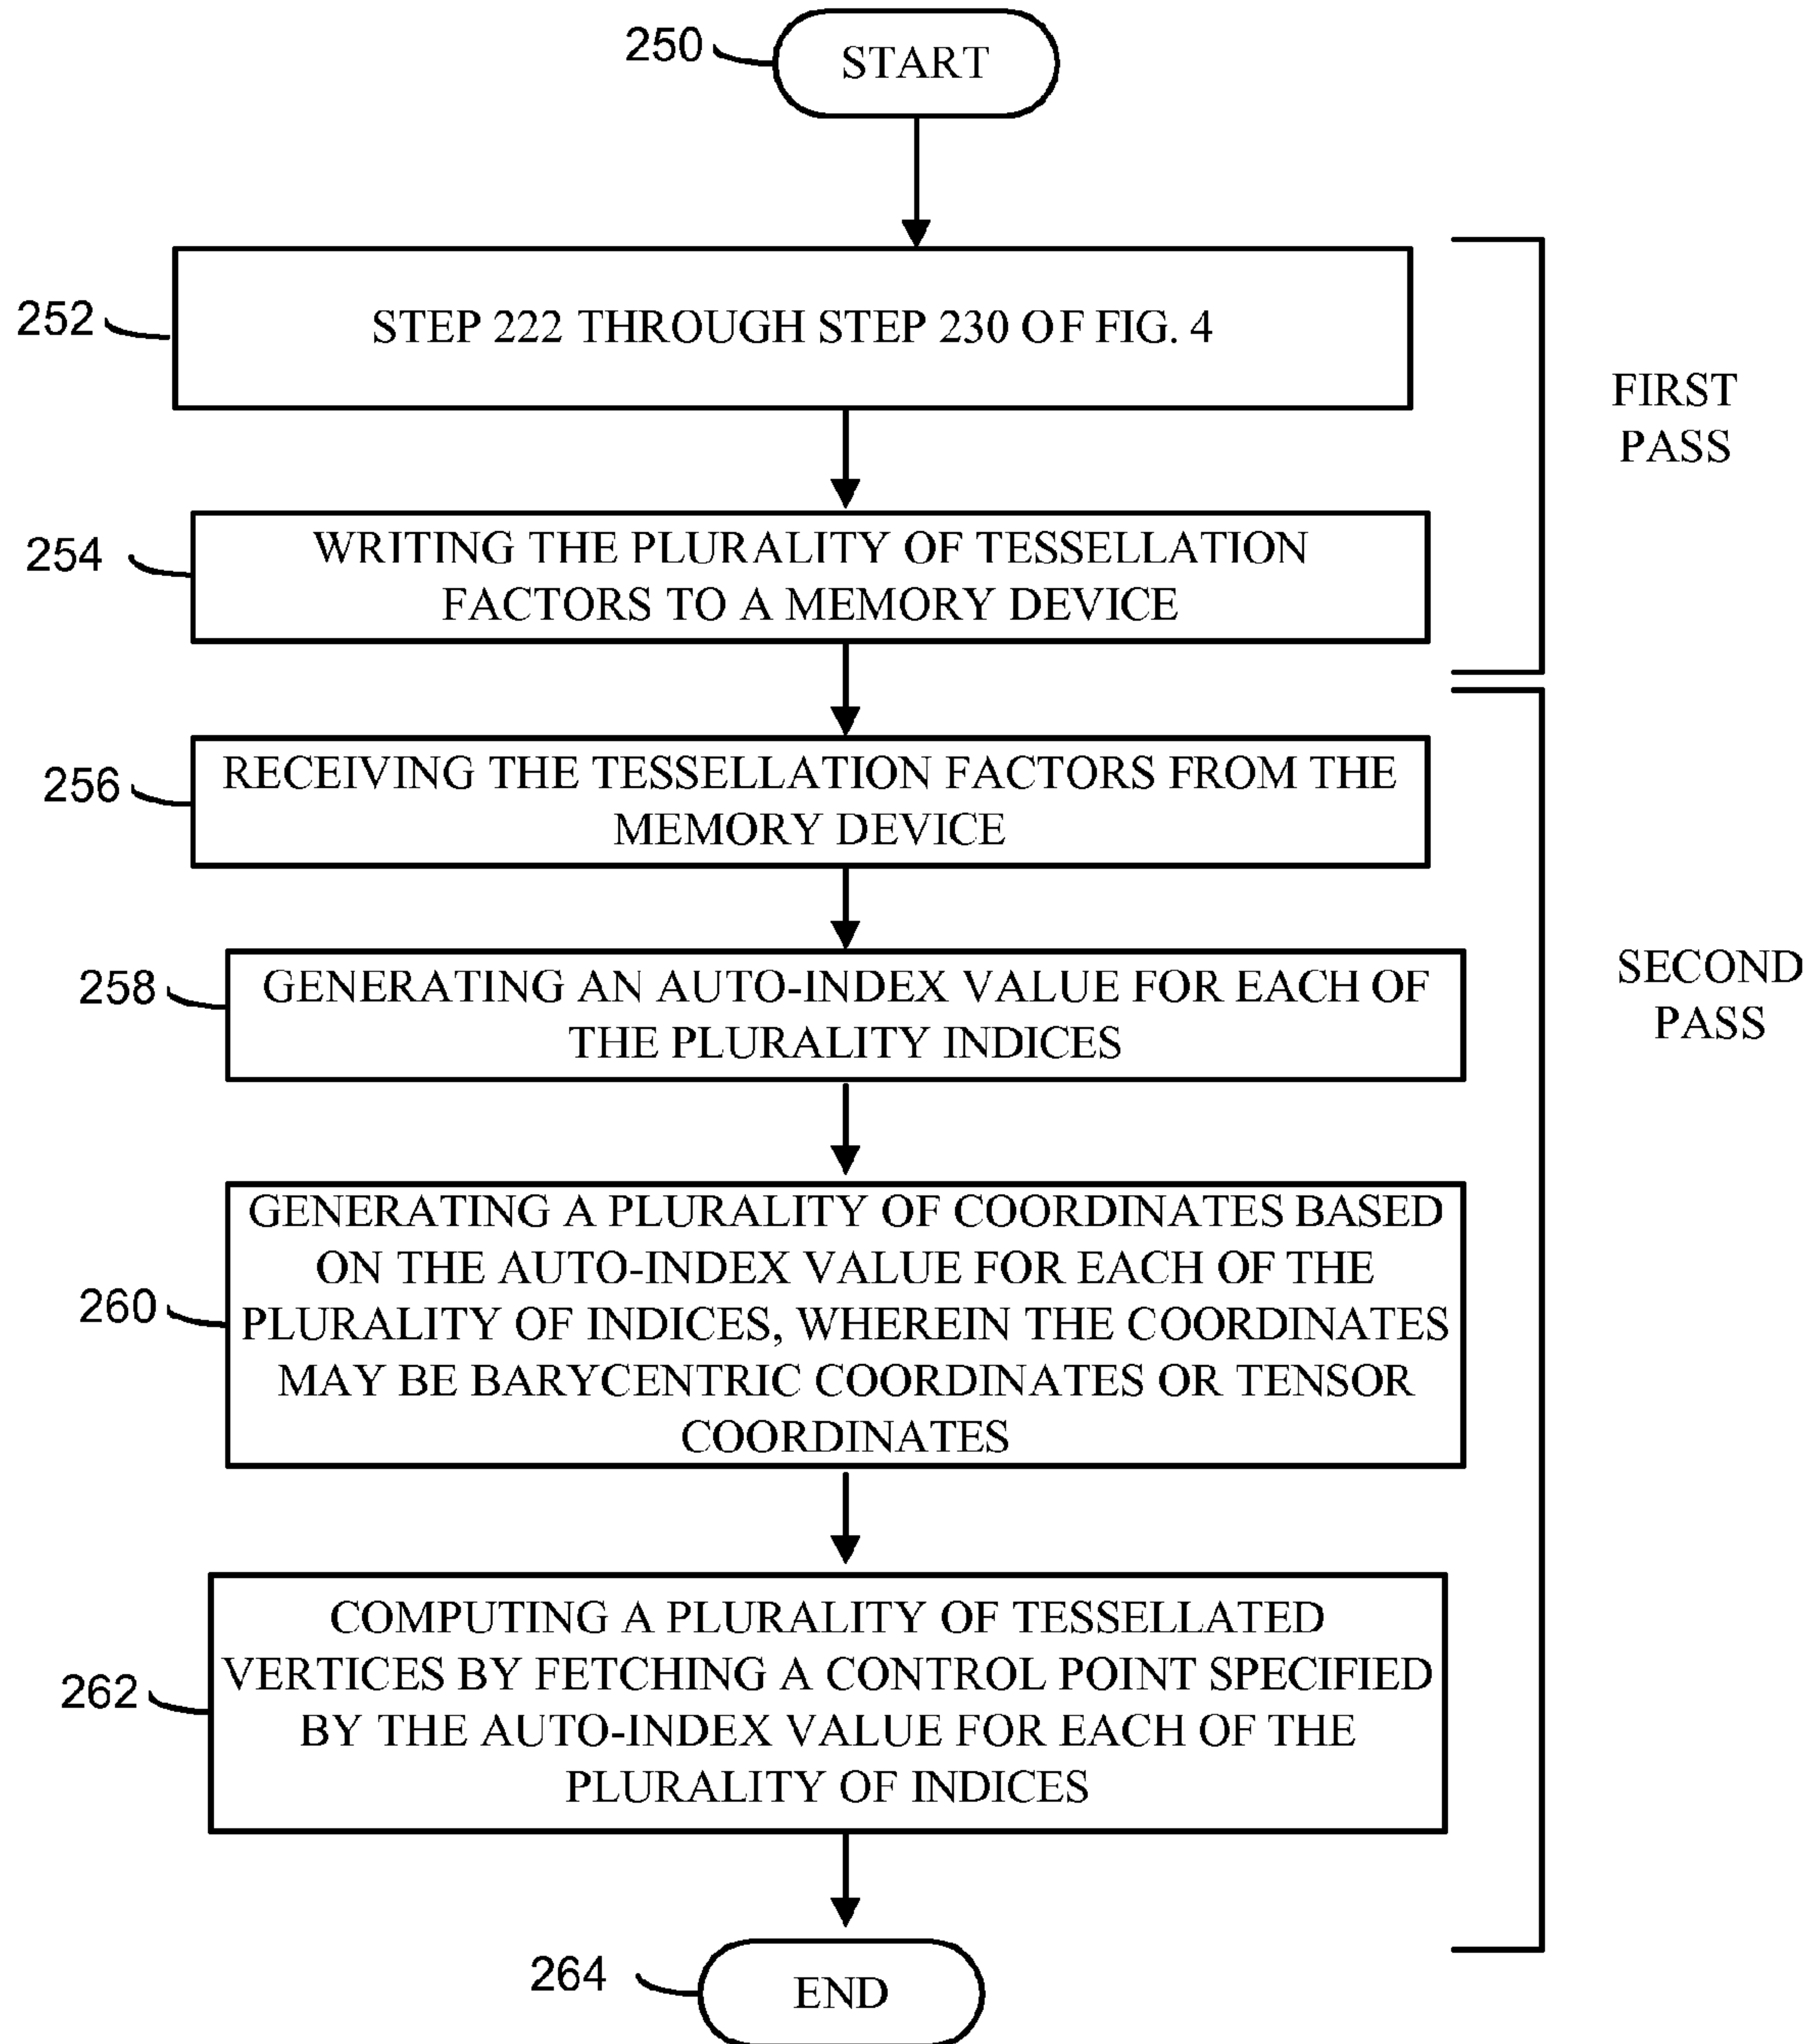 250
START
252
STEP 222 THROUGH STEP 230 OF FIG. 4
FIRST
PASS
254
WRITING THE PLURALITY OF TESSELLATION
FACTORS TO A MEMORY DEVICE
256
RECEIVING THE TESSELLATION FACTORS FROM THE
MEMORY DEVICE
258
GENERATING AN AUTO-INDEX VALUE FOR EACH OF
THE PLURALITY INDICES
SECOND
PASS
260
GENERATING A PLURALITY OF COORDINATES BASED
ON THE AUTO-INDEX VALUE FOR EACH OF THE
PLURALITY OF INDICES, WHEREIN THE COORDINATES
MAY BE BARYCENTRIC COORDINATES OR TENSOR
COORDINATES
262
COMPUTING A PLURALITY OF TESSELLATED
VERTICES BY FETCHING A CONTROL POINT SPECIFIED
BY THE AUTO-INDEX VALUE FOR EACH OF THE
PLURALITY OF INDICES
264
END